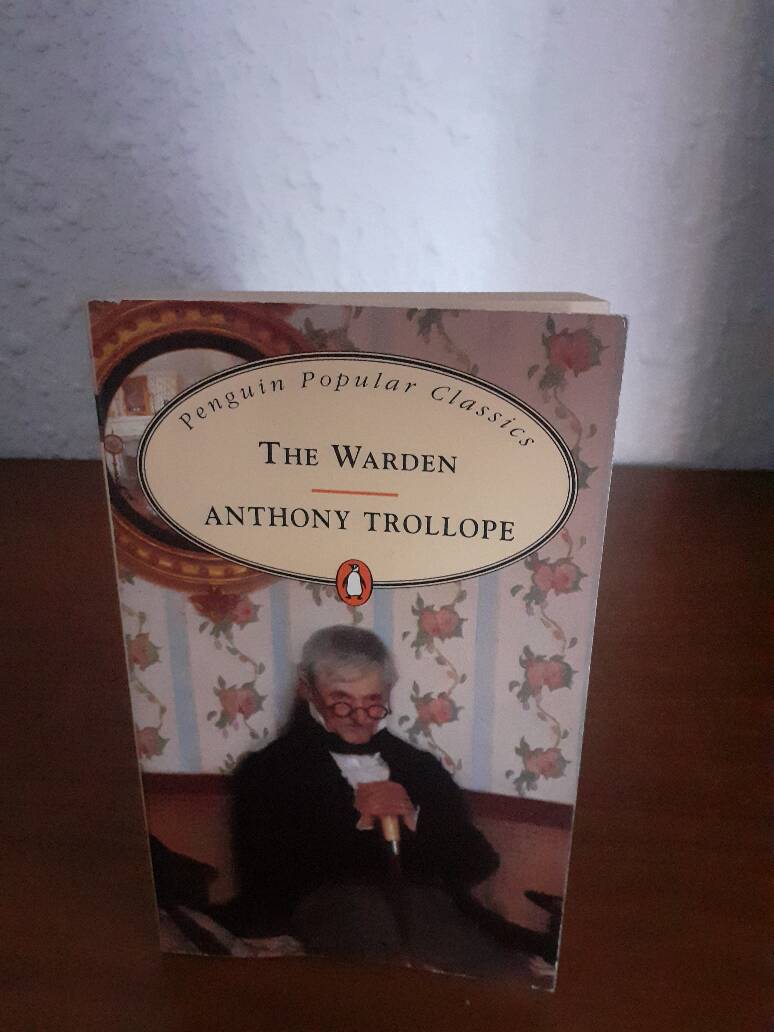 Penguin Popular Classics
THE WARDEN
ANTHONY TROLLOPE